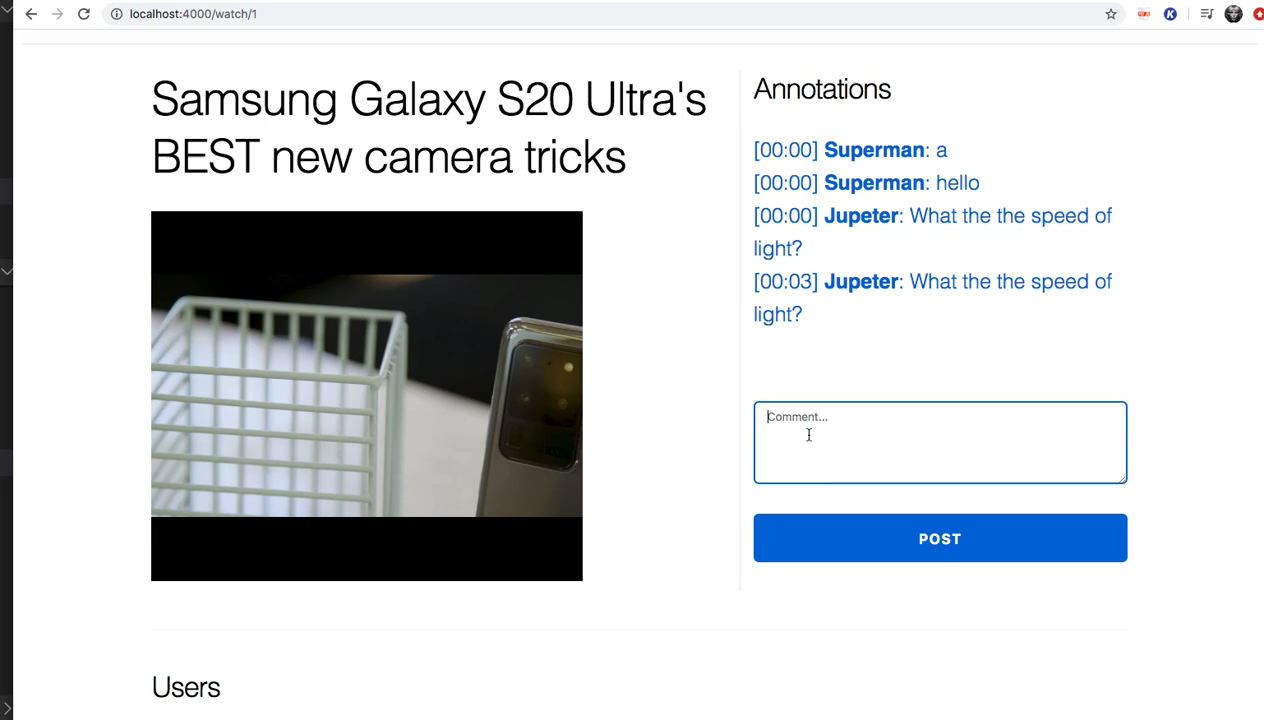 localhost:4000/watch/1
Samsung Galaxy S20 Ultra's
BEST new camera tricks
Annotations
[00:00] Superman: a
[00:00] Superman: hello
[00:00] Jupeter: What the the speed of
light?
[00:03] Jupeter: What the the speed of
light?
Comment...
POST
Users